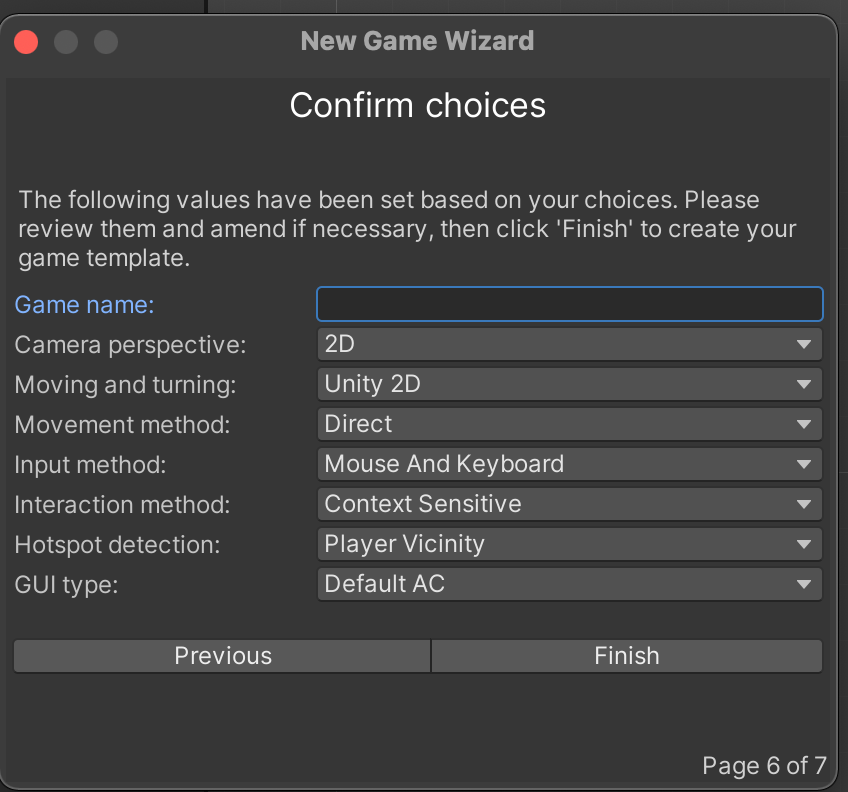 New Game Wizard
Confirm choices
The following values have been set based on your choices. Please
review them and amend if necessary, then click 'Finish' to create your
game template.
Game name:
Camera perspective: 2D
Moving and turning: Unity 2D
Movement method: Direct
Input method: Mouse And Keyboard
Interaction method: Context Sensitive
Hotspot detection: Player Vicinity
GUI type: Default AC
Previous Finish
Page 6 of 7